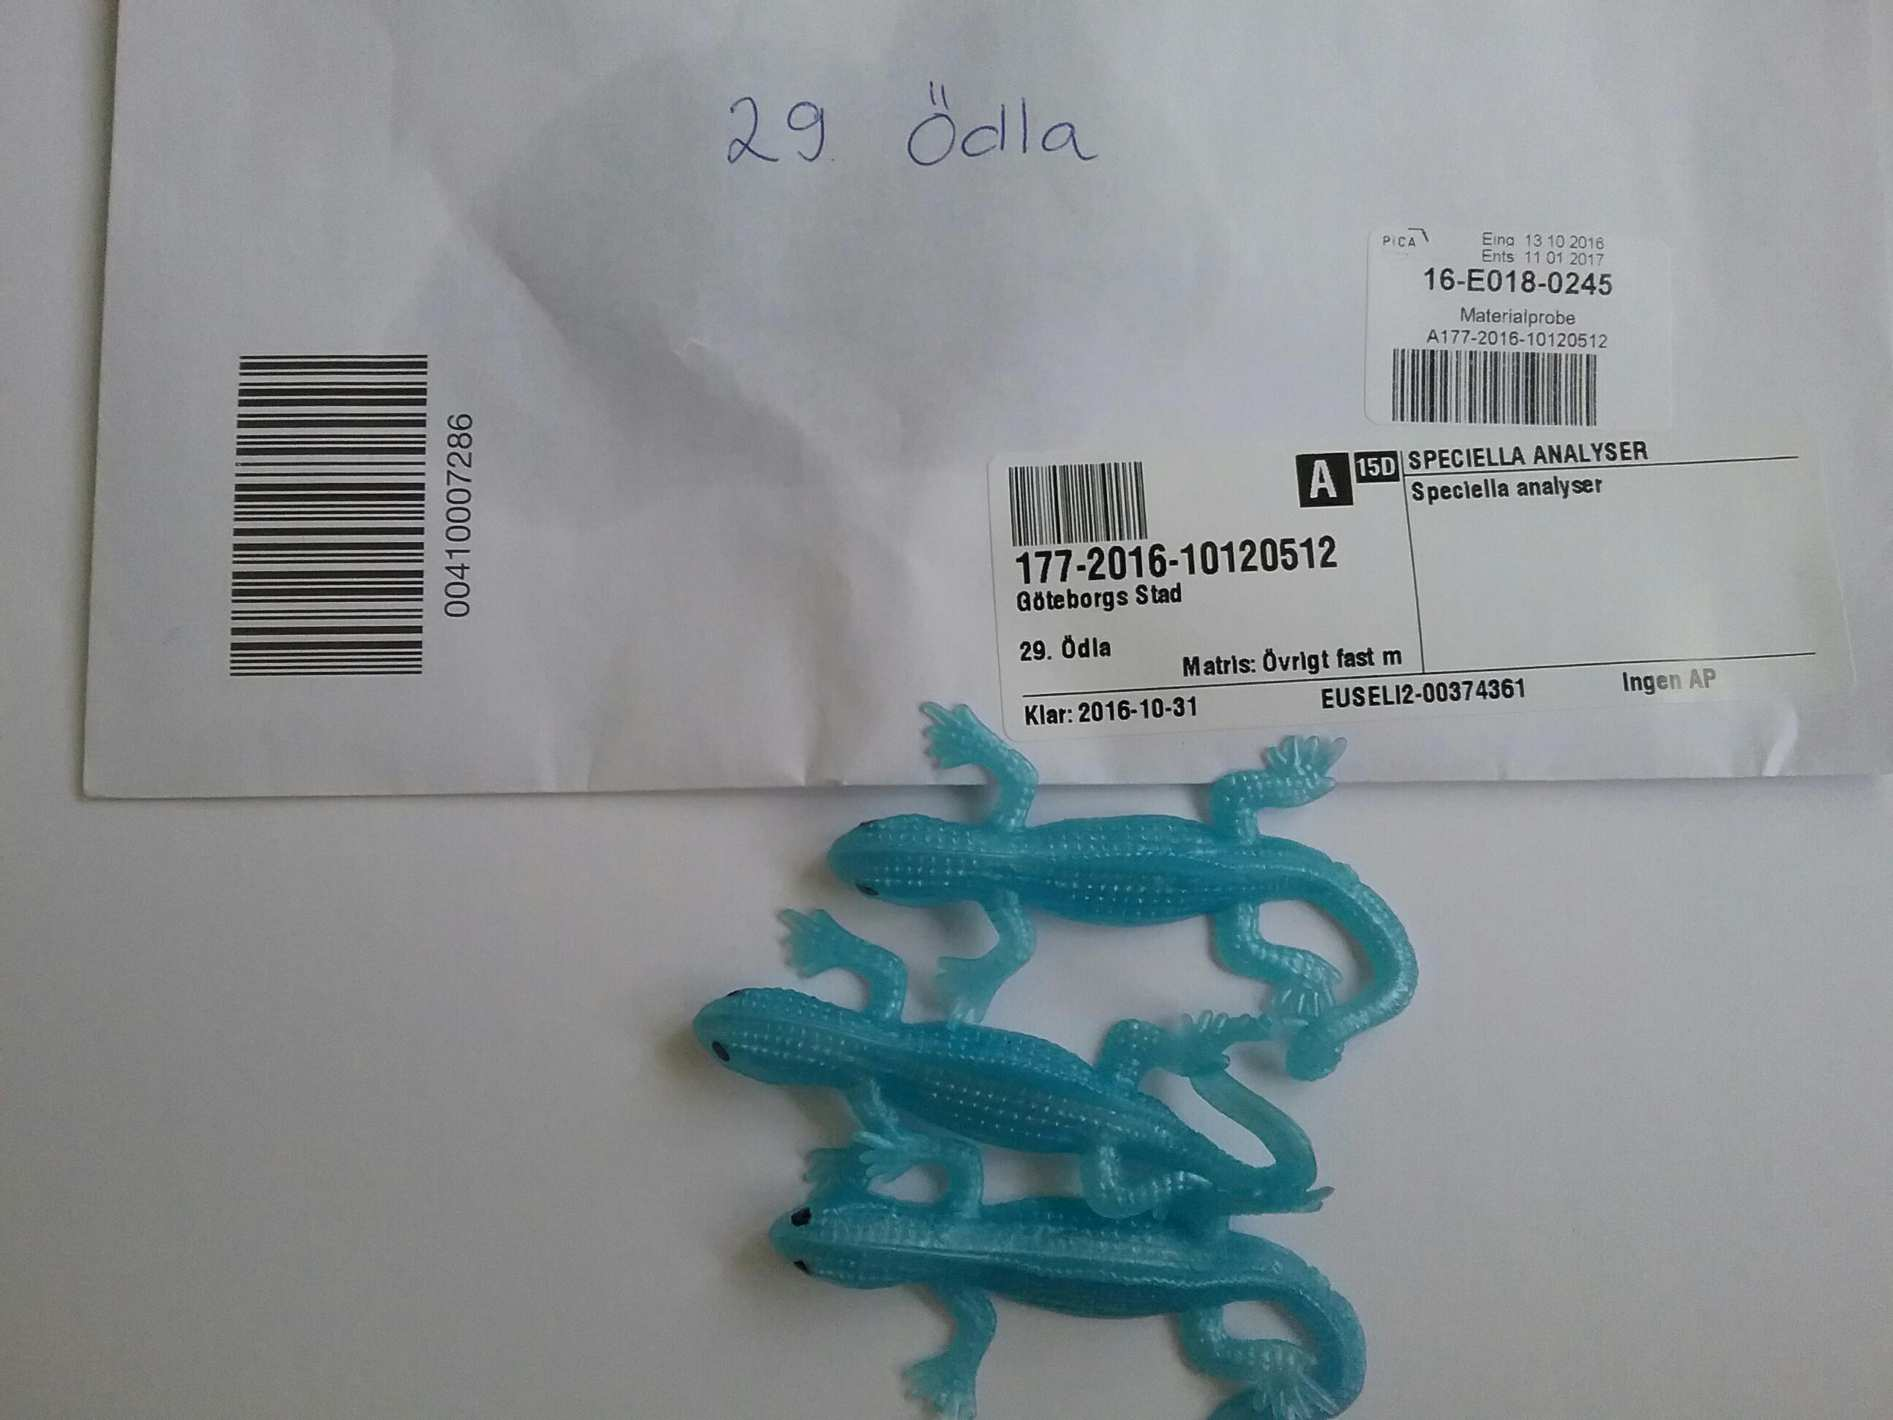 29. Ödla
PiCA
Eing 13 10 2016
Ents 11 01 2017
16-E018-0245
Materialprobe
A177-2016-10120512
00410007286
A 15D SPECIELLA ANALYSER
Speciella analyser
177-2016-10120512
Göteborgs Stad
29. Ödla
Matris: Övrigt fast m
Klar: 2016-10-31
EUSELI2-00374361
Ingen AP